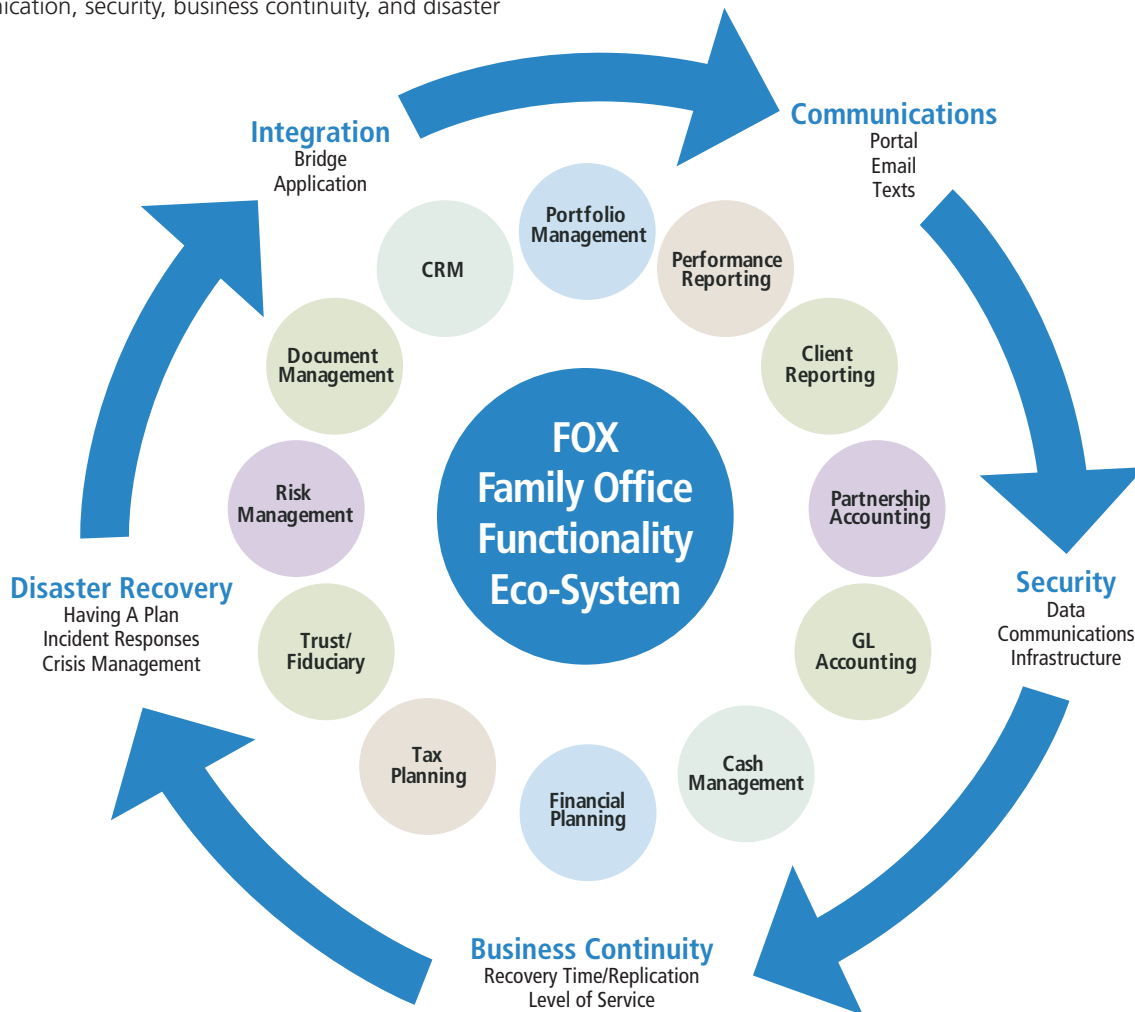 nication, security, business continuity, and disaster
Integration
Bridge
Application
Communications
Portal
Email
Texts
Portfolio
Management
CRM
Performance
Reporting
Document
Management
Client
Reporting
FOX
Family Office
Functionality
Eco-System
Risk
Management
Partnership
Accounting
Disaster Recovery
Having A Plan
Incident Responses
Crisis Management
Security
Data
Communications
Infrastructure
Trust/
Fiduciary
GL
Accounting
Tax
Planning
Cash
Management
Financial
Planning
Business Continuity
Recovery Time/Replication
Level of Service